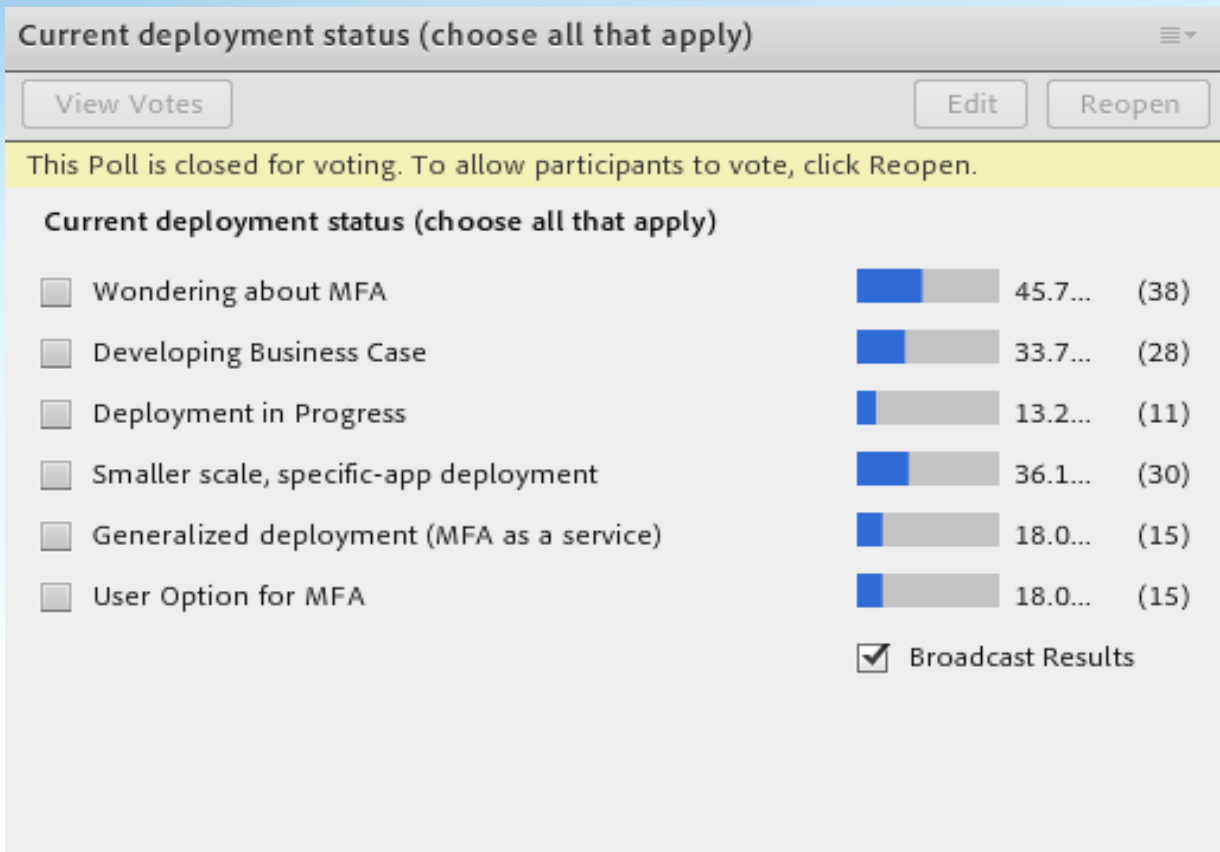 Current deployment status (choose all that apply)
View Votes Edit Reopen
This Poll is closed for voting. To allow participants to vote, click Reopen.
Current deployment status (choose all that apply)
Wondering about MFA 45.7... (38)
Developing Business Case 33.7... (28)
Deployment in Progress 13.2... (11)
Smaller scale, specific-app deployment 36.1... (30)
Generalized deployment (MFA as a service) 18.0... (15)
User Option for MFA 18.0... (15)
Broadcast Results